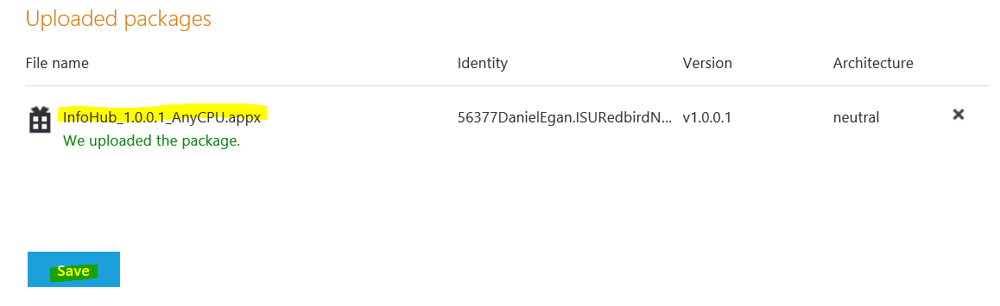 Uploaded packages
File name Identity Version Architecture
InfoHub_1.0.0.1_AnyCPU.appx 56377DanielEgan.ISURedbirdN... v1.0.0.1 neutral
We uploaded the package.
Save